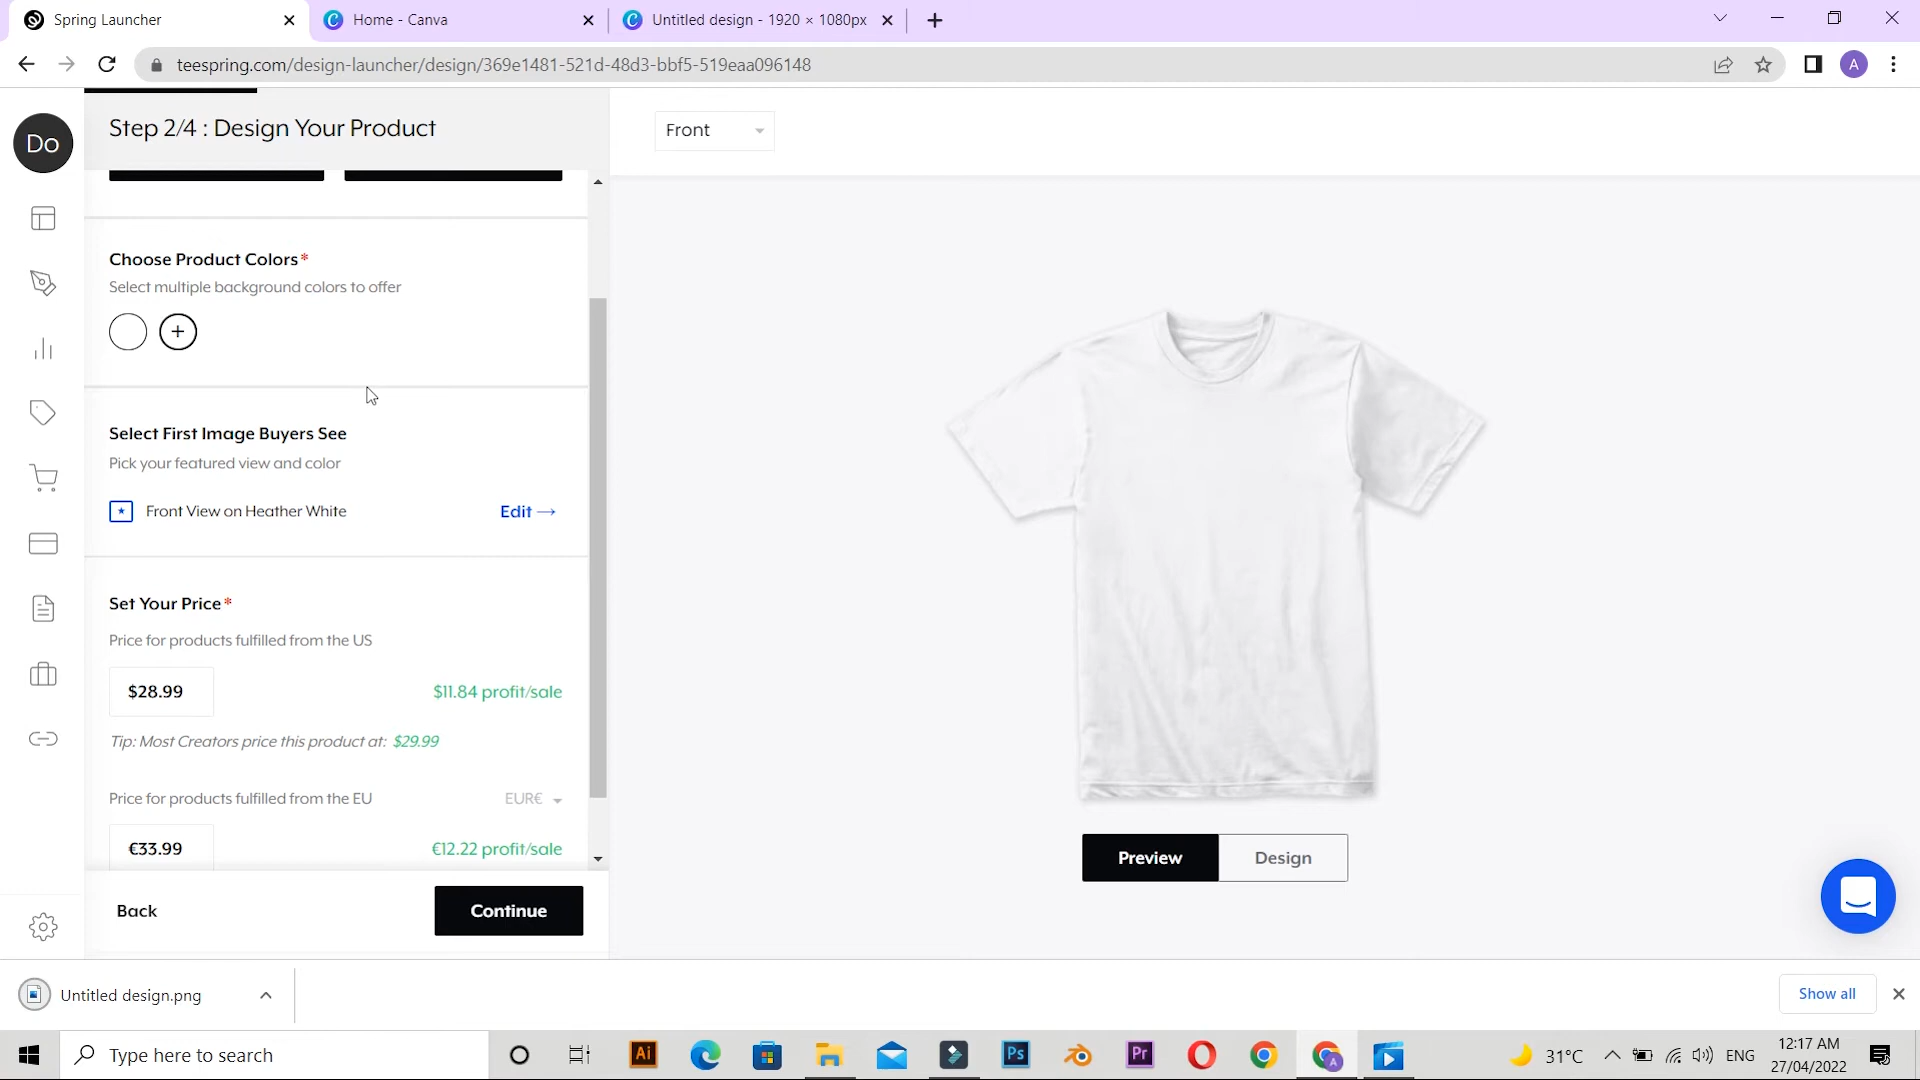 Spring Launcher
Home - Canva
Untitled design - 1920 × 1080px
teespring.com/design-launcher/design/369e1481-521d-48d3-bbf5-519eaa096148
A
Do
Step 2/4 : Design Your Product
Front
Choose Product Colors*
Select multiple background colors to offer
Select First Image Buyers See
Pick your featured view and color
Front View on Heather White
Edit →
Set Your Price*
Price for products fulfilled from the US
$28.99
$11.84 profit/sale
Tip: Most Creators price this product at: $29.99
Price for products fulfilled from the EU
EUR€
€33.99
€12.22 profit/sale
Preview
Design
Back
Continue
Untitled design.png
Show all
Type here to search
Ai
Ps
Pr
A
31°C
ENG
12:17 AM
27/04/2022